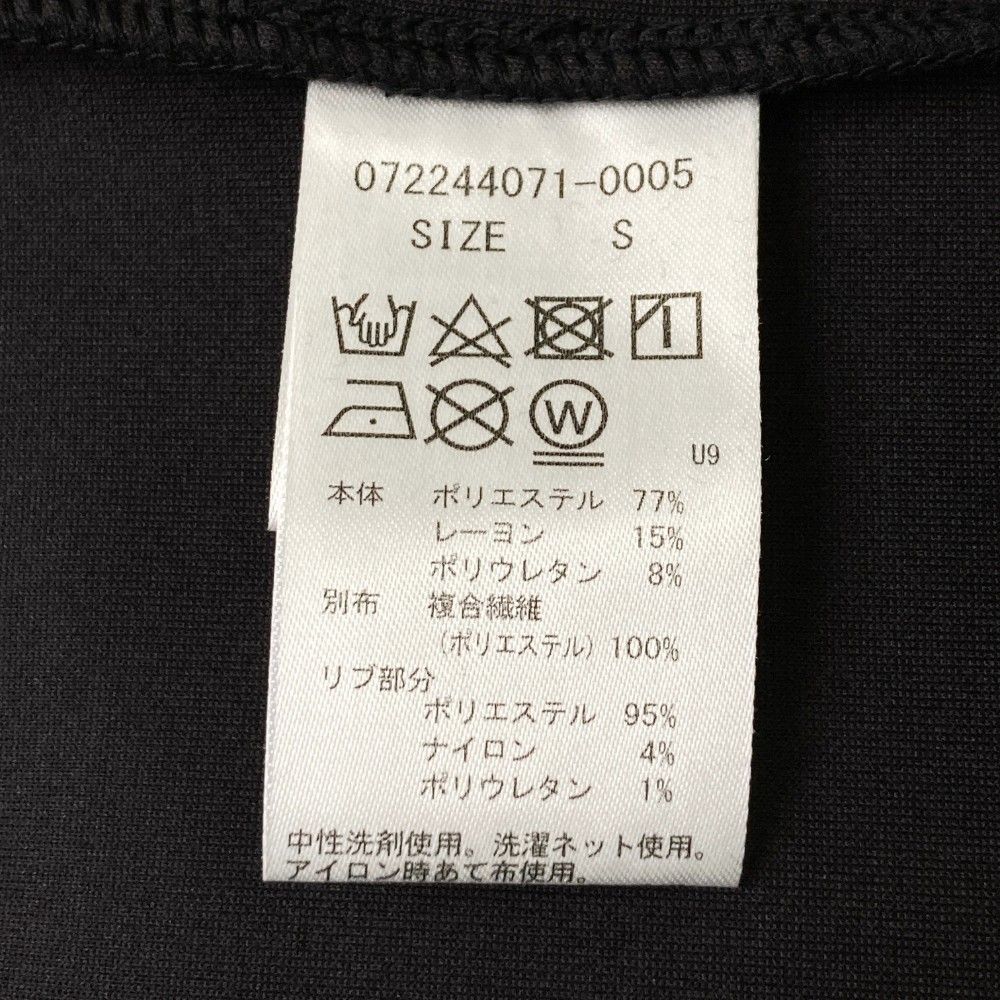 072244071-0005
SIZE S
W
U9
本体 ポリエステル 77%
レーヨン 15%
ポリウレタン 8%
別布 複合繊維
(ポリエステル) 100%
リブ部分
ポリエステル 95%
ナイロン 4%
ポリウレタン 1%
中性洗剤使用。洗濯ネット使用。
アイロン時あて布使用。